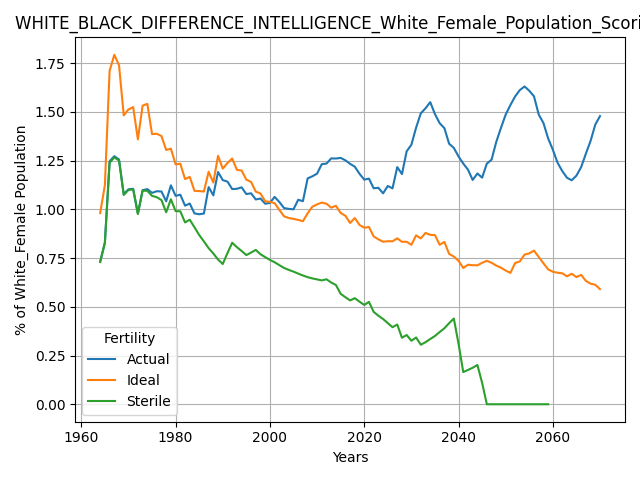 WHITE_BLACK_DIFFERENCE_INTELLIGENCE_White_Female_Population_Scori
% of White_Female Population
1.75
1.50
1.25
1.00
0.75
0.50
0.25
0.00
Fertility
Actual
Ideal
Sterile
1960
1980
2000
2020
2040
2060
Years